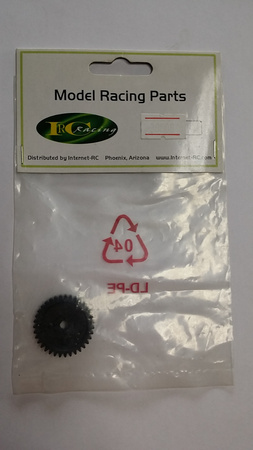 Model Racing Parts
IRC
Racing
Distributed by Internet-RC Phoenix, Arizona www.Internet-RC.com
04
LD-PE